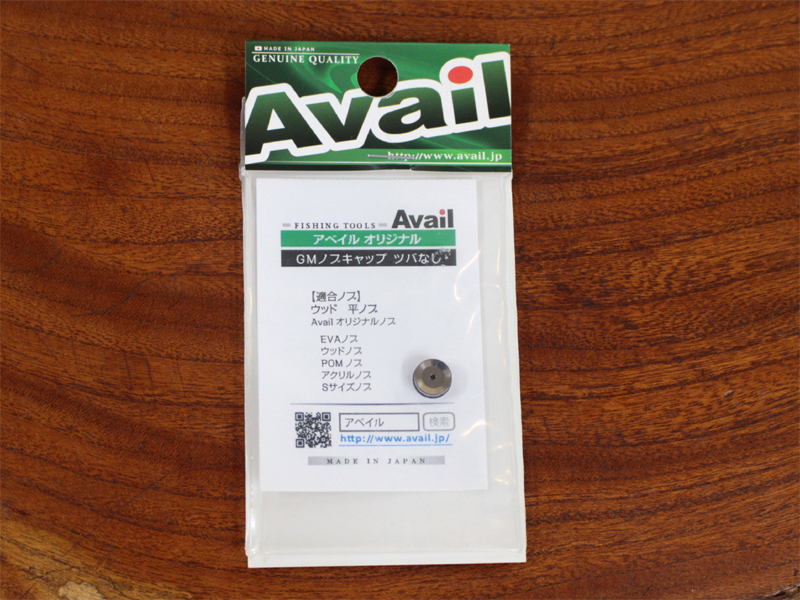 MADE IN JAPAN
GENUINE QUALITY
Avail
http://www.avail.jp
FISHING TOOLS Avail
アベイル オリジナル
GMノブキャップ ツバなし
【適合ノブ】
ウッド 平ノブ
Avail オリジナルノブ
EVAノブ
ウッドノブ
POMノブ
アクリルノブ
Sサイズノブ
アベイル 検索
http://www.avail.jp/
MADE IN JAPAN